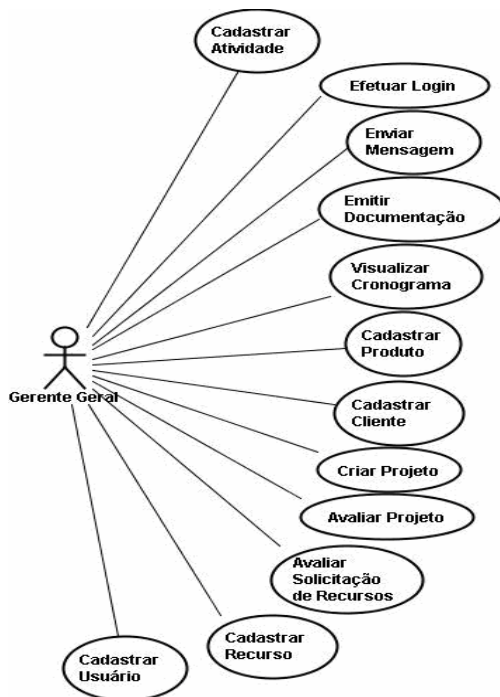 Cadastrar
Atividade
Efetuar Login
Enviar
Mensagem
Emitir
Documentação
Visualizar
Cronograma
Cadastrar
Produto
Gerente Geral
Cadastrar
Cliente
Criar Projeto
Avaliar Projeto
Avaliar
Solicitação
de Recursos
Cadastrar
Recurso
Cadastrar
Usuário